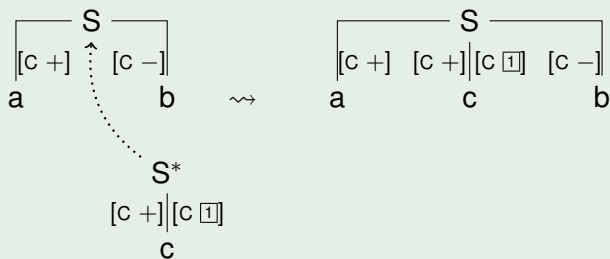 S S
[C +] [C −] [C +] [C +] [C 1] [C −]
a b ⇝ a c b
S*
[C +] [C 1]
c